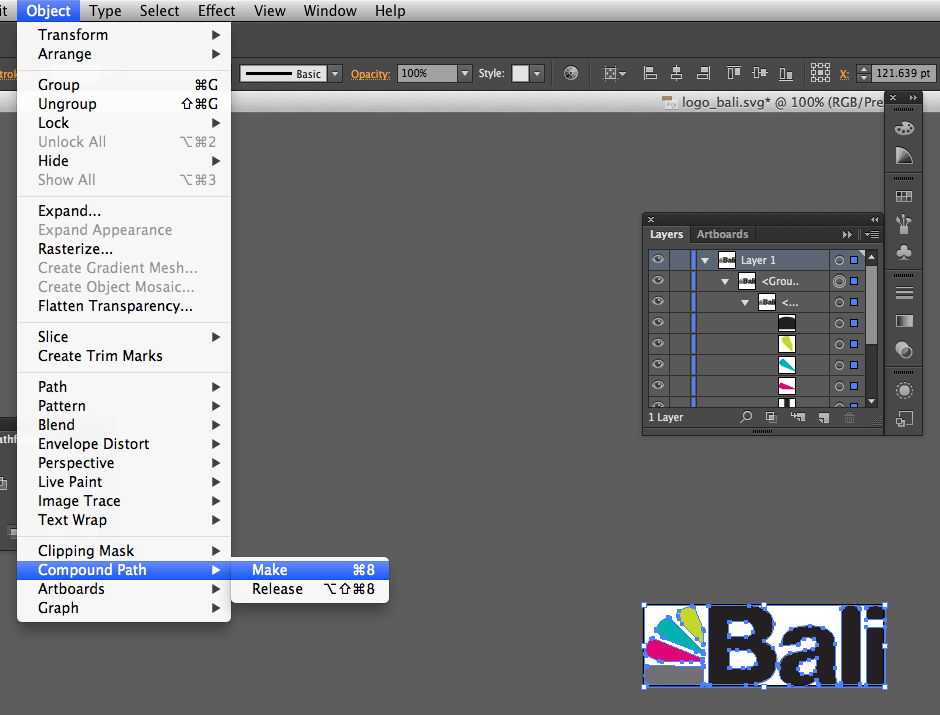 it Object Type Select Effect View Window Help
Transform
Arrange
Group ⌘G
Ungroup ⇧⌘G
Lock
Unlock All ⌥⌘2
Hide
Show All ⌥⌘3
Expand...
Expand Appearance
Rasterize...
Create Gradient Mesh...
Create Object Mosaic...
Flatten Transparency...
Slice
Create Trim Marks
Path
Pattern
Blend
Envelope Distort
Perspective
Live Paint
Image Trace
Text Wrap
Clipping Mask
Compound Path
Artboards
Graph
Make ⌘8
Release ⌥⇧⌘8
trok
Basic Opacity: 100% Style: X: 121.639 pt
logo_bali.svg* @ 100% (RGB/Pre
Layers Artboards
Layer 1
<Grou..
<...
1 Layer
athf
Bali